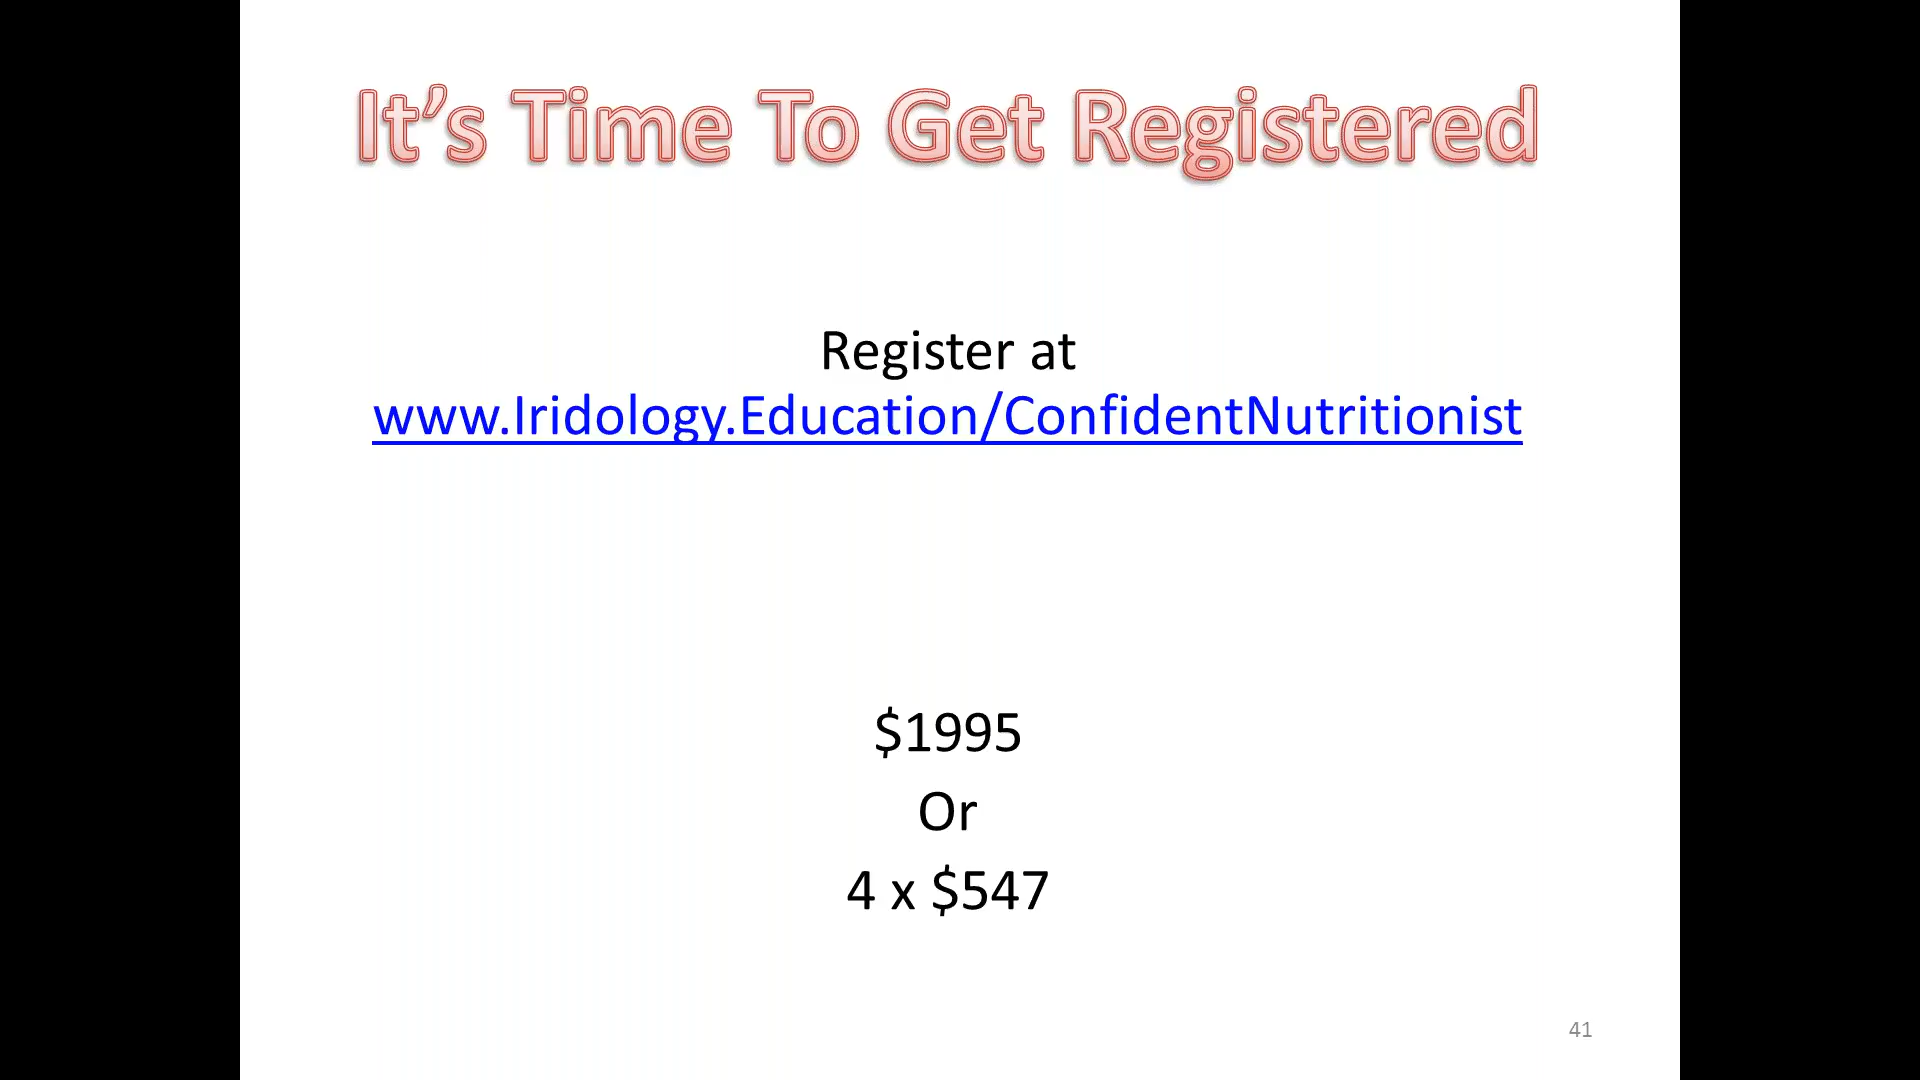 It’s Time To Get Registered
Register at
www.Iridology.Education/ConfidentNutritionist
$1995
Or
4 x $547
41